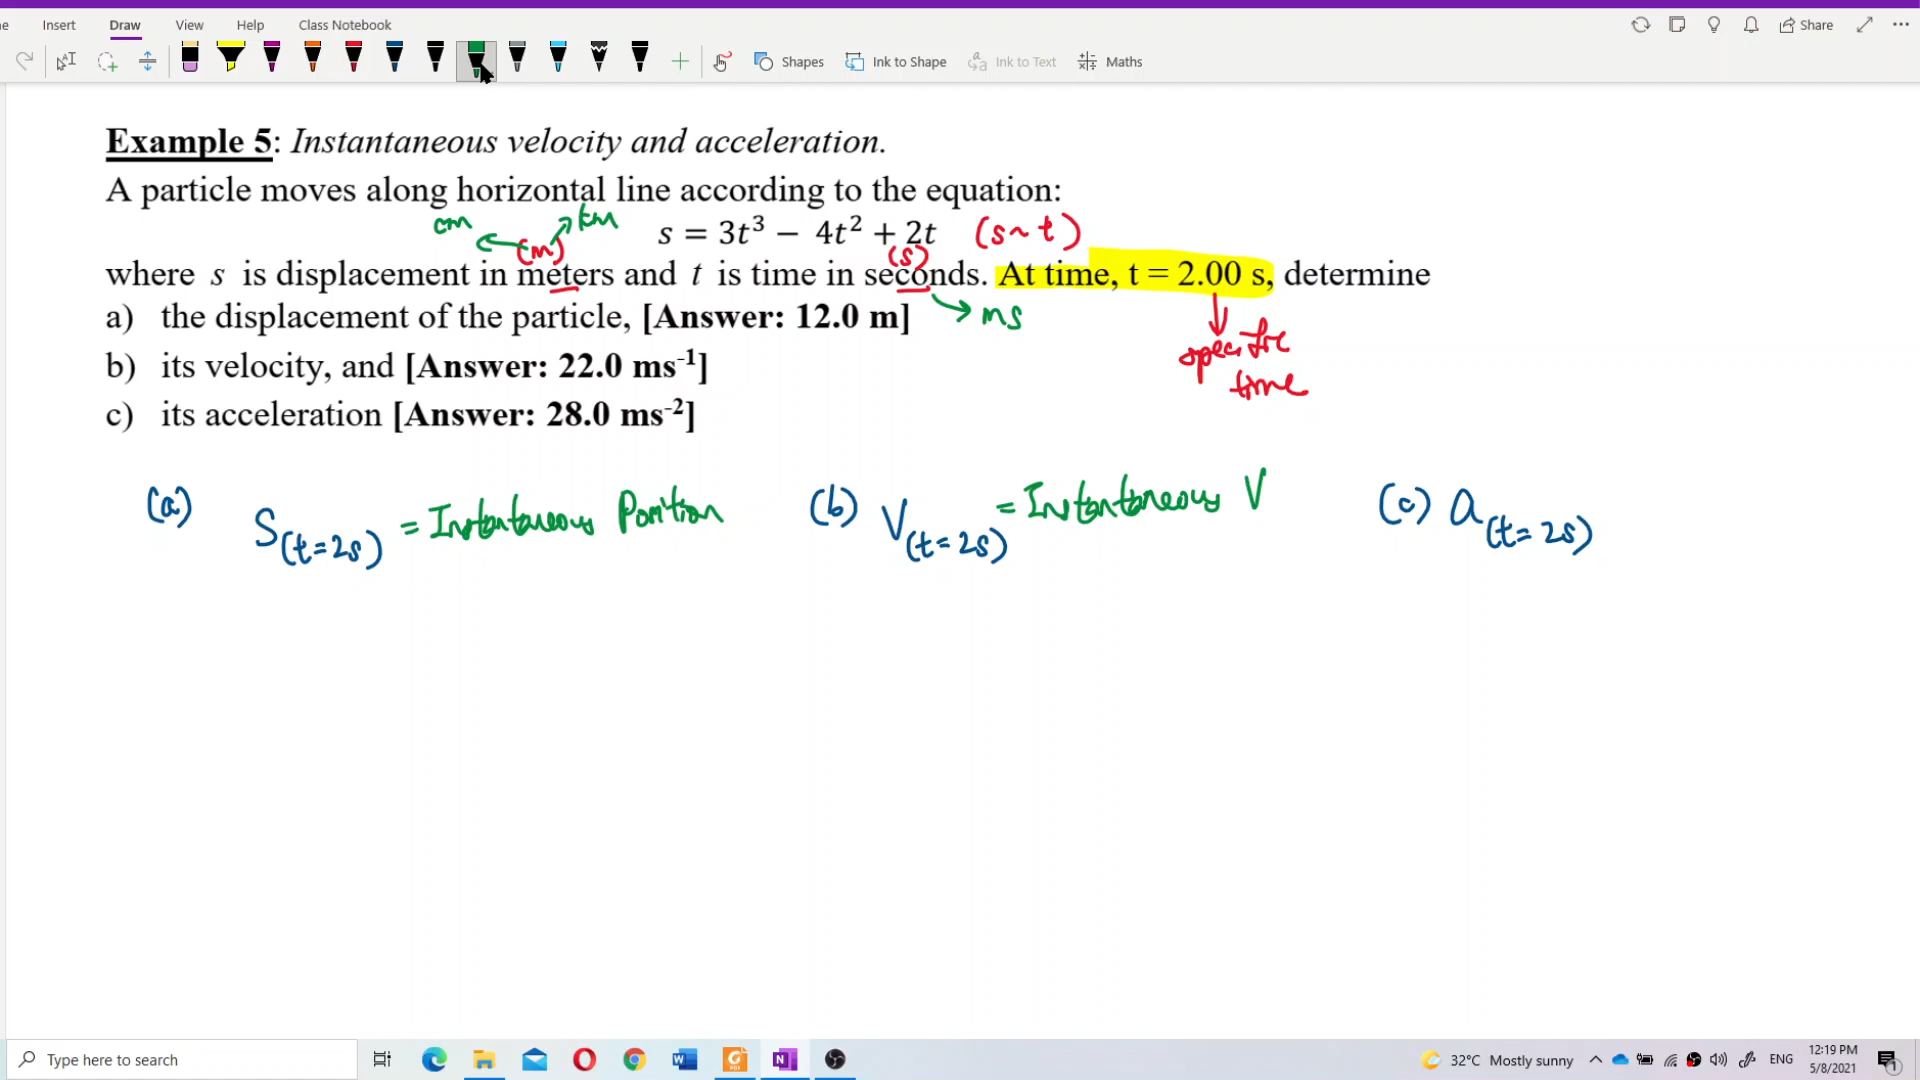 Insert Draw View Help Class Notebook Share
Shapes Ink to Shape Ink to Text Maths
Example 5: Instantaneous velocity and acceleration.
A particle moves along horizontal line according to the equation:
cm km
s = 3t³ − 4t² + 2t (s ~ t)
(m) (s)
where s is displacement in meters and t is time in seconds. At time, t = 2.00 s, determine
a) the displacement of the particle, [Answer: 12.0 m]
ms
specific
time
b) its velocity, and [Answer: 22.0 ms⁻¹]
c) its acceleration [Answer: 28.0 ms⁻²]
(a) S(t=2s) = Instantaneous Position
(b) V(t=2s) = Instantaneous V
(c) a(t=2s)
Type here to search
32°C Mostly sunny
ENG
12:19 PM
5/8/2021
1